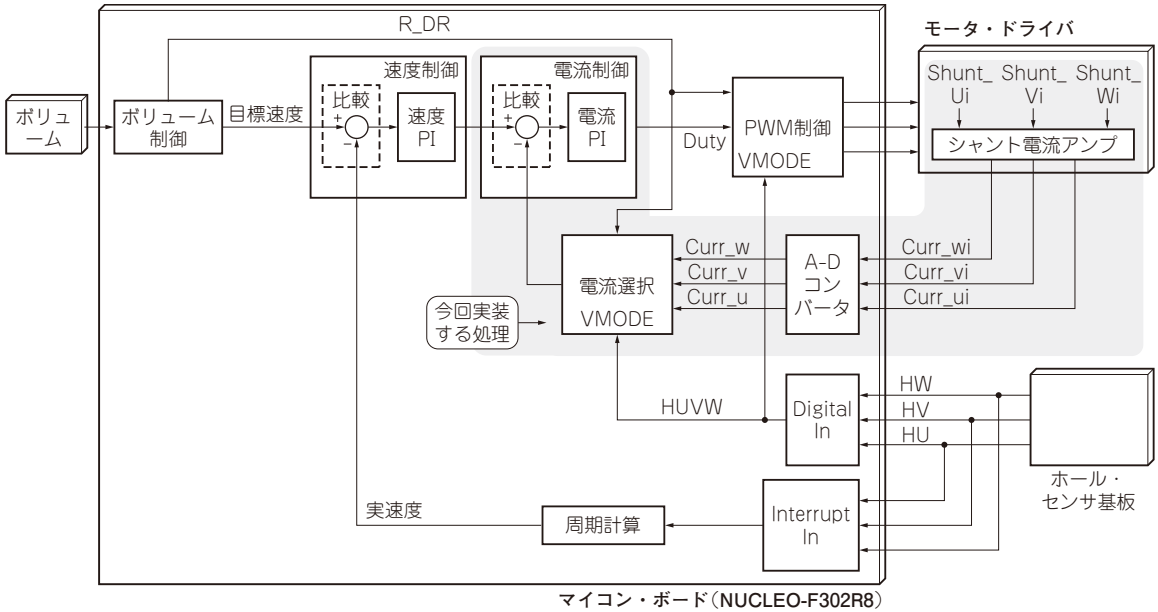 R_DR
モータ・ドライバ
速度制御
電流制御
Shunt_
Ui
Shunt_
Vi
Shunt_
Wi
ボリュ
ーム
ボリューム
制御
目標速度
比較
+
−
速度
PI
比較
+
−
電流
PI
Duty
PWM制御
VMODE
シャント電流アンプ
電流選択
VMODE
Curr_w
Curr_v
Curr_u
A-D
コン
バータ
Curr_wi
Curr_vi
Curr_ui
今回実装
する処理
HUVW
Digital
In
HW
HV
HU
ホール・
センサ基板
実速度
周期計算
Interrupt
In
マイコン・ボード(NUCLEO-F302R8)